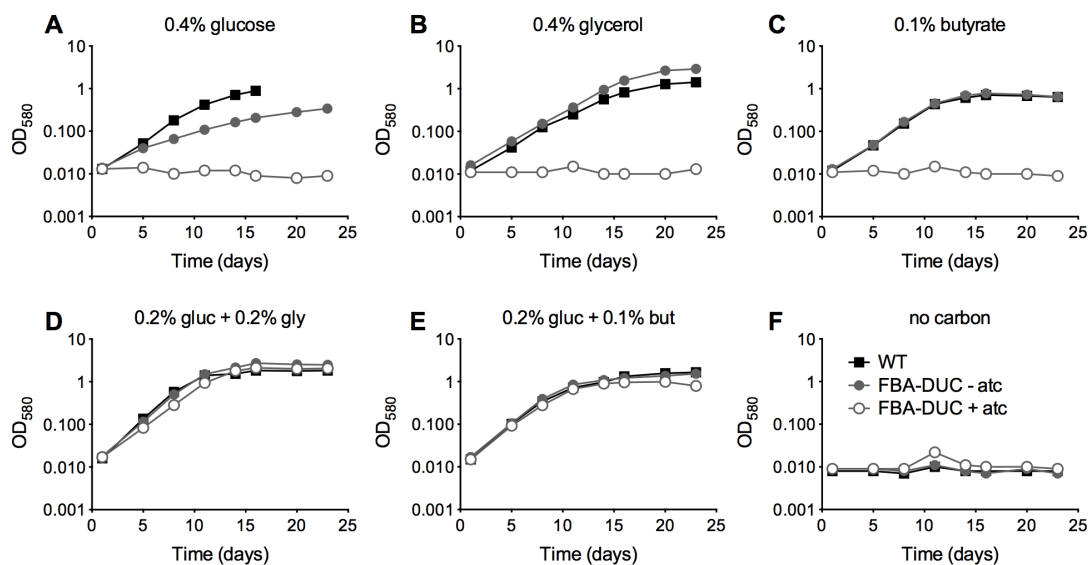 A 0.4% glucose
10
1
0.100
0.010
0.001
OD580
0 5 10 15 20 25
Time (days)
B 0.4% glycerol
10
1
0.100
0.010
0.001
OD580
0 5 10 15 20 25
Time (days)
C 0.1% butyrate
10
1
0.100
0.010
0.001
OD580
0 5 10 15 20 25
Time (days)
D 0.2% gluc + 0.2% gly
10
1
0.100
0.010
0.001
OD580
0 5 10 15 20 25
Time (days)
E 0.2% gluc + 0.1% but
10
1
0.100
0.010
0.001
OD580
0 5 10 15 20 25
Time (days)
F no carbon
10
1
0.100
0.010
0.001
OD580
WT
FBA-DUC - atc
FBA-DUC + atc
0 5 10 15 20 25
Time (days)